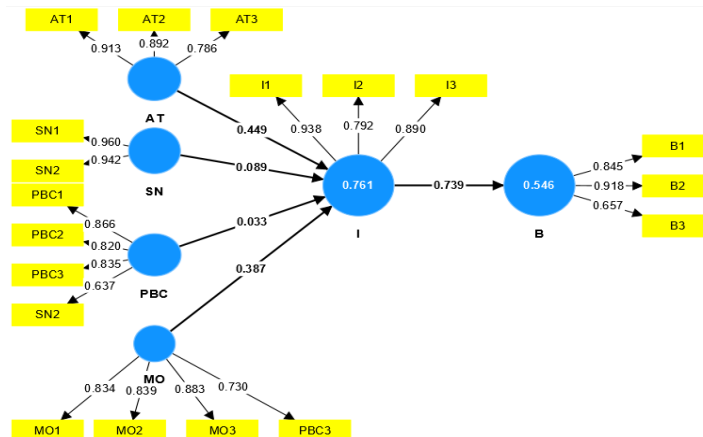 AT1 AT2 AT3
0.913 0.892 0.786
AT
I1 I2 I3
0.938 0.792 0.890
SN1
SN2
0.960
0.942
SN
0.449
0.089
0.761
0.739
0.546
I
B
B1
B2
B3
0.845
0.918
0.657
PBC1
PBC2
PBC3
SN2
0.866
0.820
0.835
0.637
PBC
0.033
0.387
MO
0.834 0.839 0.883 0.730
MO1 MO2 MO3 PBC3